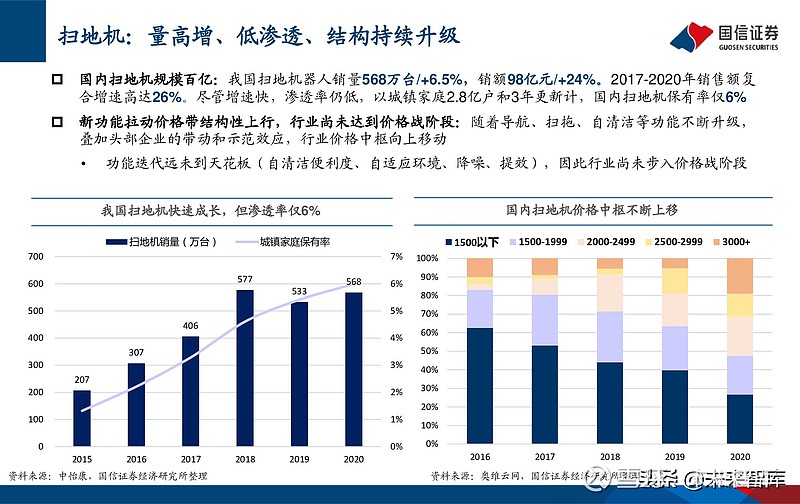 扫地机：量高增、低渗透、结构持续升级
国信证券
GUOSEN SECURITIES
国内扫地机规模百亿：我国扫地机器人销量568万台/+6.5%，销额98亿元/+24%。2017-2020年销售额复
合增速高达26%。尽管增速快，渗透率仍低，以城镇家庭2.8亿户和3年更新计，国内扫地机保有率仅6%
新功能拉动价格带结构性上行，行业尚未达到价格战阶段：随着导航、扫拖、自清洁等功能不断升级，
叠加头部企业的带动和示范效应，行业价格中枢向上移动
• 功能迭代远未到天花板（自清洁便利度、自适应环境、降噪、提效），因此行业尚未步入价格战阶段
我国扫地机快速成长，但渗透率仅6%
扫地机销量（万台） 城镇家庭保有率
700 7%
600 6%
500 5%
400 4%
300 3%
200 2%
100 1%
0 0%
207 307 406 577 533 568
2015 2016 2017 2018 2019 2020
资料来源：中怡康，国信证券经济研究所整理
国内扫地机价格中枢不断上移
1500以下 1500-1999 2000-2499 2500-2999 3000+
100%
90%
80%
70%
60%
50%
40%
30%
20%
10%
0%
2016 2017 2018 2019 2020
资料来源：奥维云网，国信证券经济研究所整理
头条@未来智库